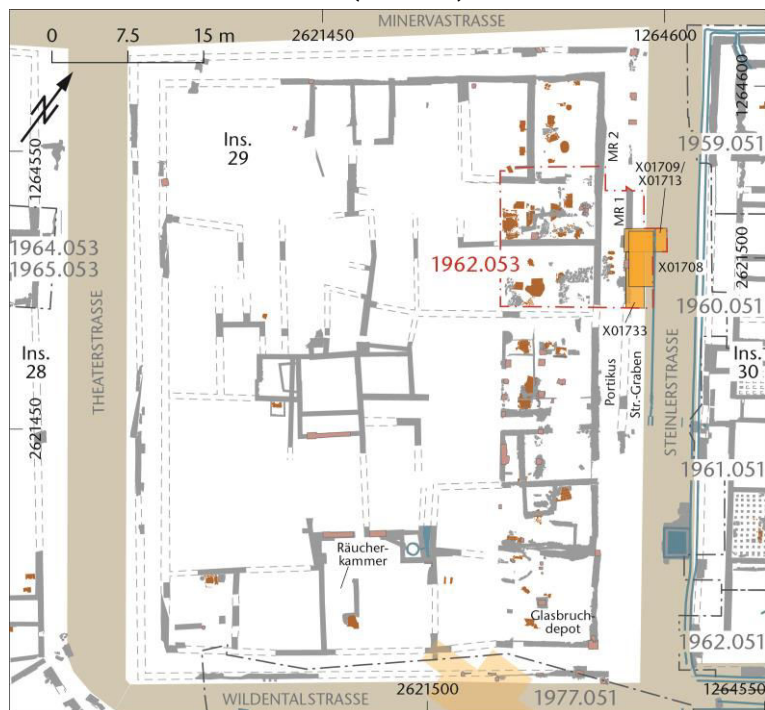 MINERVASTRASSE
0 7.5 15 m
2621450
1264600
1264600
Ins.
29
MR 2
1959.051
1264550
X01709/
X01713
MR 1
1964.053
1965.053
1962.053
2621500
X01708
1960.051
THEATERSTRASSE
X01733
Ins.
28
Portikus
Str.-Graben
STEINLERSTRASSE
Ins.
30
2621450
1961.051
Räucher-
kammer
Glasbruch-
depot
1962.051
WILDENTALSTRASSE
2621500
1977.051
1264550